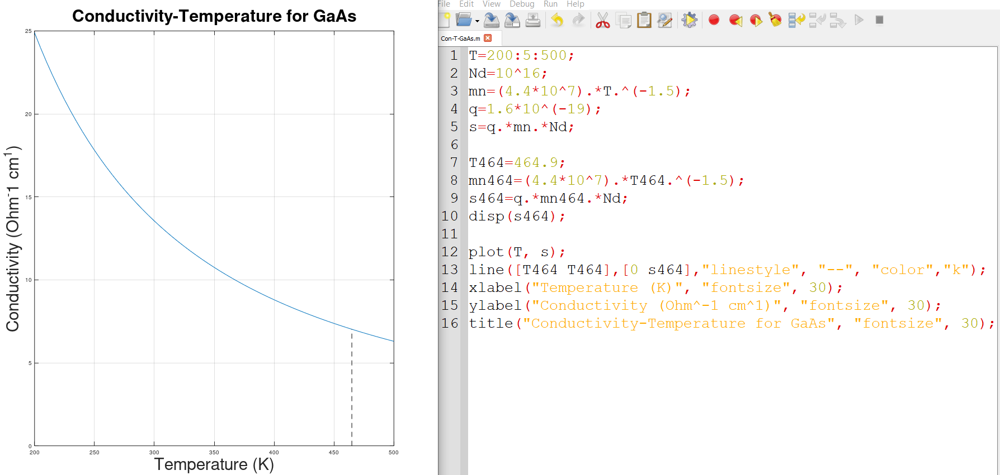 Conductivity-Temperature for GaAs
25
20
15
10
5
0
Conductivity (Ohm-1 cm1)
200 250 300 350 400 450 500
Temperature (K)
File Edit View Debug Run Help
Con-T-GaAs.m
1 T=200:5:500;
2 Nd=10^16;
3 mn=(4.4*10^7).*T.^(-1.5);
4 q=1.6*10^(-19);
5 s=q.*mn.*Nd;
6
7 T464=464.9;
8 mn464=(4.4*10^7).*T464.^(-1.5);
9 s464=q.*mn464.*Nd;
10 disp(s464);
11
12 plot(T, s);
13 line([T464 T464],[0 s464],"linestyle", "--", "color","k");
14 xlabel("Temperature (K)", "fontsize", 30);
15 ylabel("Conductivity (Ohm^-1 cm^1)", "fontsize", 30);
16 title("Conductivity-Temperature for GaAs", "fontsize", 30);